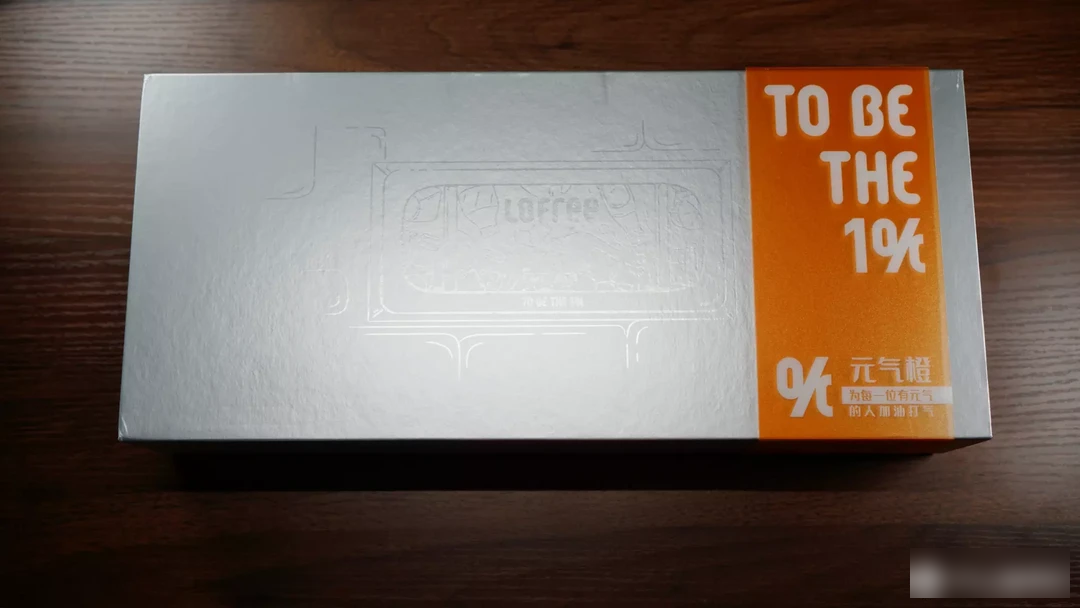 Lofree
TO BE THE 1%
TO BE
THE
1%
% 元气橙
为每一位有元气
的人加油打气